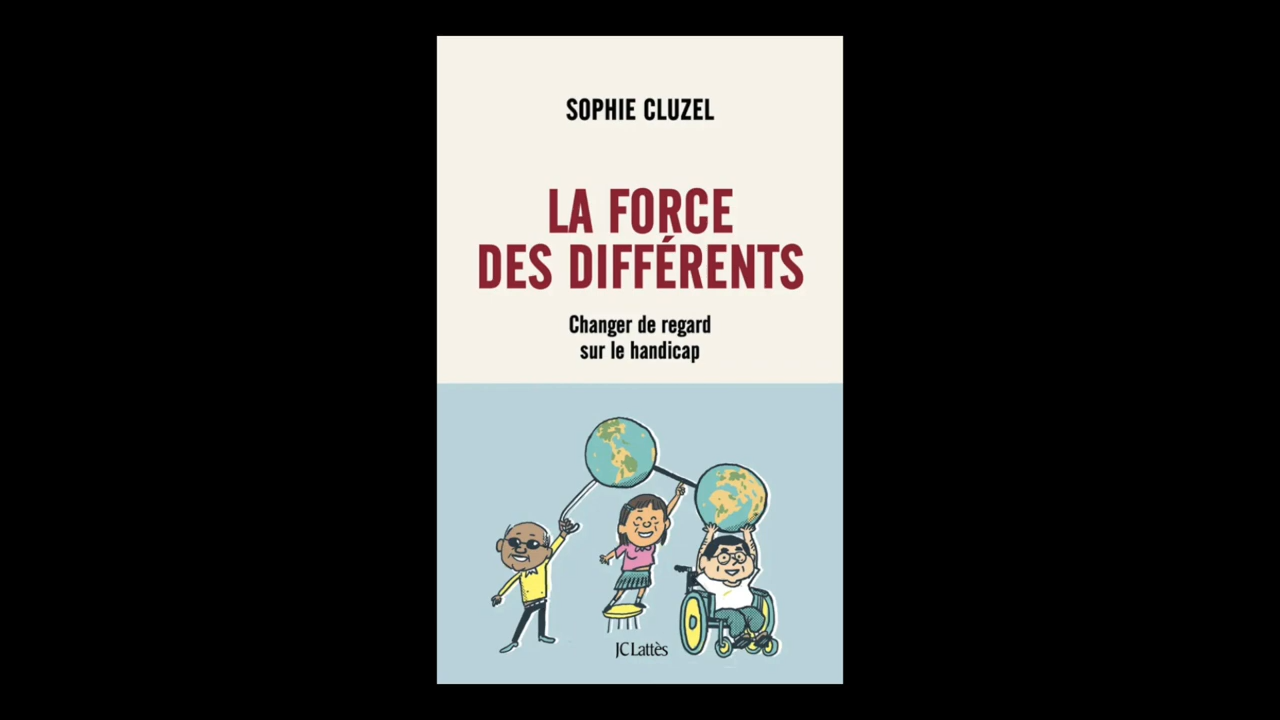 SOPHIE CLUZEL
LA FORCE
DES DIFFÉRENTS
Changer de regard
sur le handicap
JC Lattès